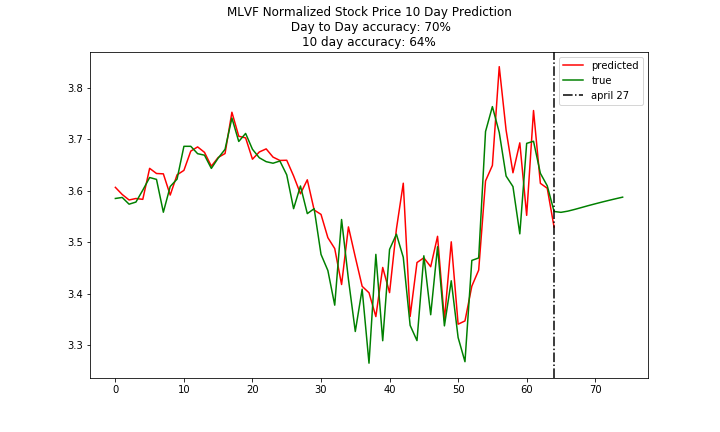 MLVF Normalized Stock Price 10 Day Prediction
Day to Day accuracy: 70%
10 day accuracy: 64%
predicted
true
april 27
3.8
3.7
3.6
3.5
3.4
3.3
0 10 20 30 40 50 60 70